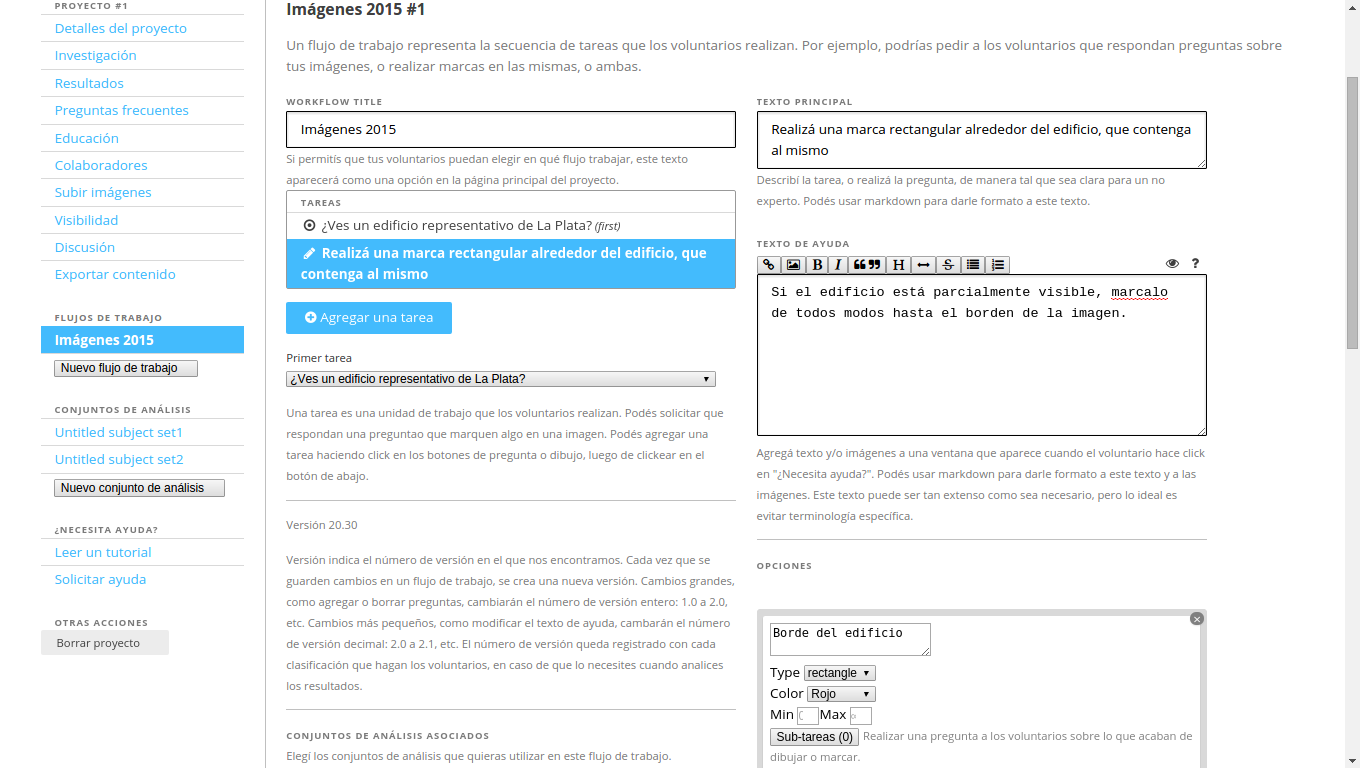 PROYECTO #1
Detalles del proyecto
Investigación
Resultados
Preguntas frecuentes
Educación
Colaboradores
Subir imágenes
Visibilidad
Discusión
Exportar contenido
FLUJOS DE TRABAJO
Imágenes 2015
Nuevo flujo de trabajo
CONJUNTOS DE ANÁLISIS
Untitled subject set1
Untitled subject set2
Nuevo conjunto de análisis
¿NECESITA AYUDA?
Leer un tutorial
Solicitar ayuda
OTRAS ACCIONES
Borrar proyecto
Imágenes 2015 #1
Un flujo de trabajo representa la secuencia de tareas que los voluntarios realizan. Por ejemplo, podrías pedir a los voluntarios que respondan preguntas sobre
tus imágenes, o realizar marcas en las mismas, o ambas.
WORKFLOW TITLE
Imágenes 2015
Si permitís que tus voluntarios puedan elegir en qué flujo trabajar, este texto
aparecerá como una opción en la página principal del proyecto.
TAREAS
¿Ves un edificio representativo de La Plata? (first)
Realizá una marca rectangular alrededor del edificio, que
contenga al mismo
Agregar una tarea
Primer tarea
¿Ves un edificio representativo de La Plata?
Una tarea es una unidad de trabajo que los voluntarios realizan. Podés solicitar que
respondan una preguntao que marquen algo en una imagen. Podés agregar una
tarea haciendo click en los botones de pregunta o dibujo, luego de clickear en el
botón de abajo.
Versión 20.30
Versión indica el número de versión en el que nos encontramos. Cada vez que se
guarden cambios en un flujo de trabajo, se crea una nueva versión. Cambios grandes,
como agregar o borrar preguntas, cambiarán el número de versión entero: 1.0 a 2.0,
etc. Cambios más pequeños, como modificar el texto de ayuda, cambarán el número
de versión decimal: 2.0 a 2.1, etc. El número de versión queda registrado con cada
clasificación que hagan los voluntarios, en caso de que lo necesites cuando analices
los resultados.
CONJUNTOS DE ANÁLISIS ASOCIADOS
Elegí los conjuntos de análisis que quieras utilizar en este flujo de trabajo.
TEXTO PRINCIPAL
Realizá una marca rectangular alrededor del edificio, que contenga
al mismo
Describí la tarea, o realizá la pregunta, de manera tal que sea clara para un no
experto. Podés usar markdown para darle formato a este texto.
TEXTO DE AYUDA
B I H S ?
Si el edificio está parcialmente visible, marcalo
de todos modos hasta el borden de la imagen.
Agregá texto y/o imágenes a una ventana que aparece cuando el voluntario hace click
en "¿Necesita ayuda?". Podés usar markdown para darle formato a este texto y a las
imágenes. Este texto puede ser tan extenso como sea necesario, pero lo ideal es
evitar terminología específica.
OPCIONES
Borde del edificio
Type rectangle
Color Rojo
Min Max
Sub-tareas (0) Realizar una pregunta a los voluntarios sobre lo que acaban de
dibujar o marcar.